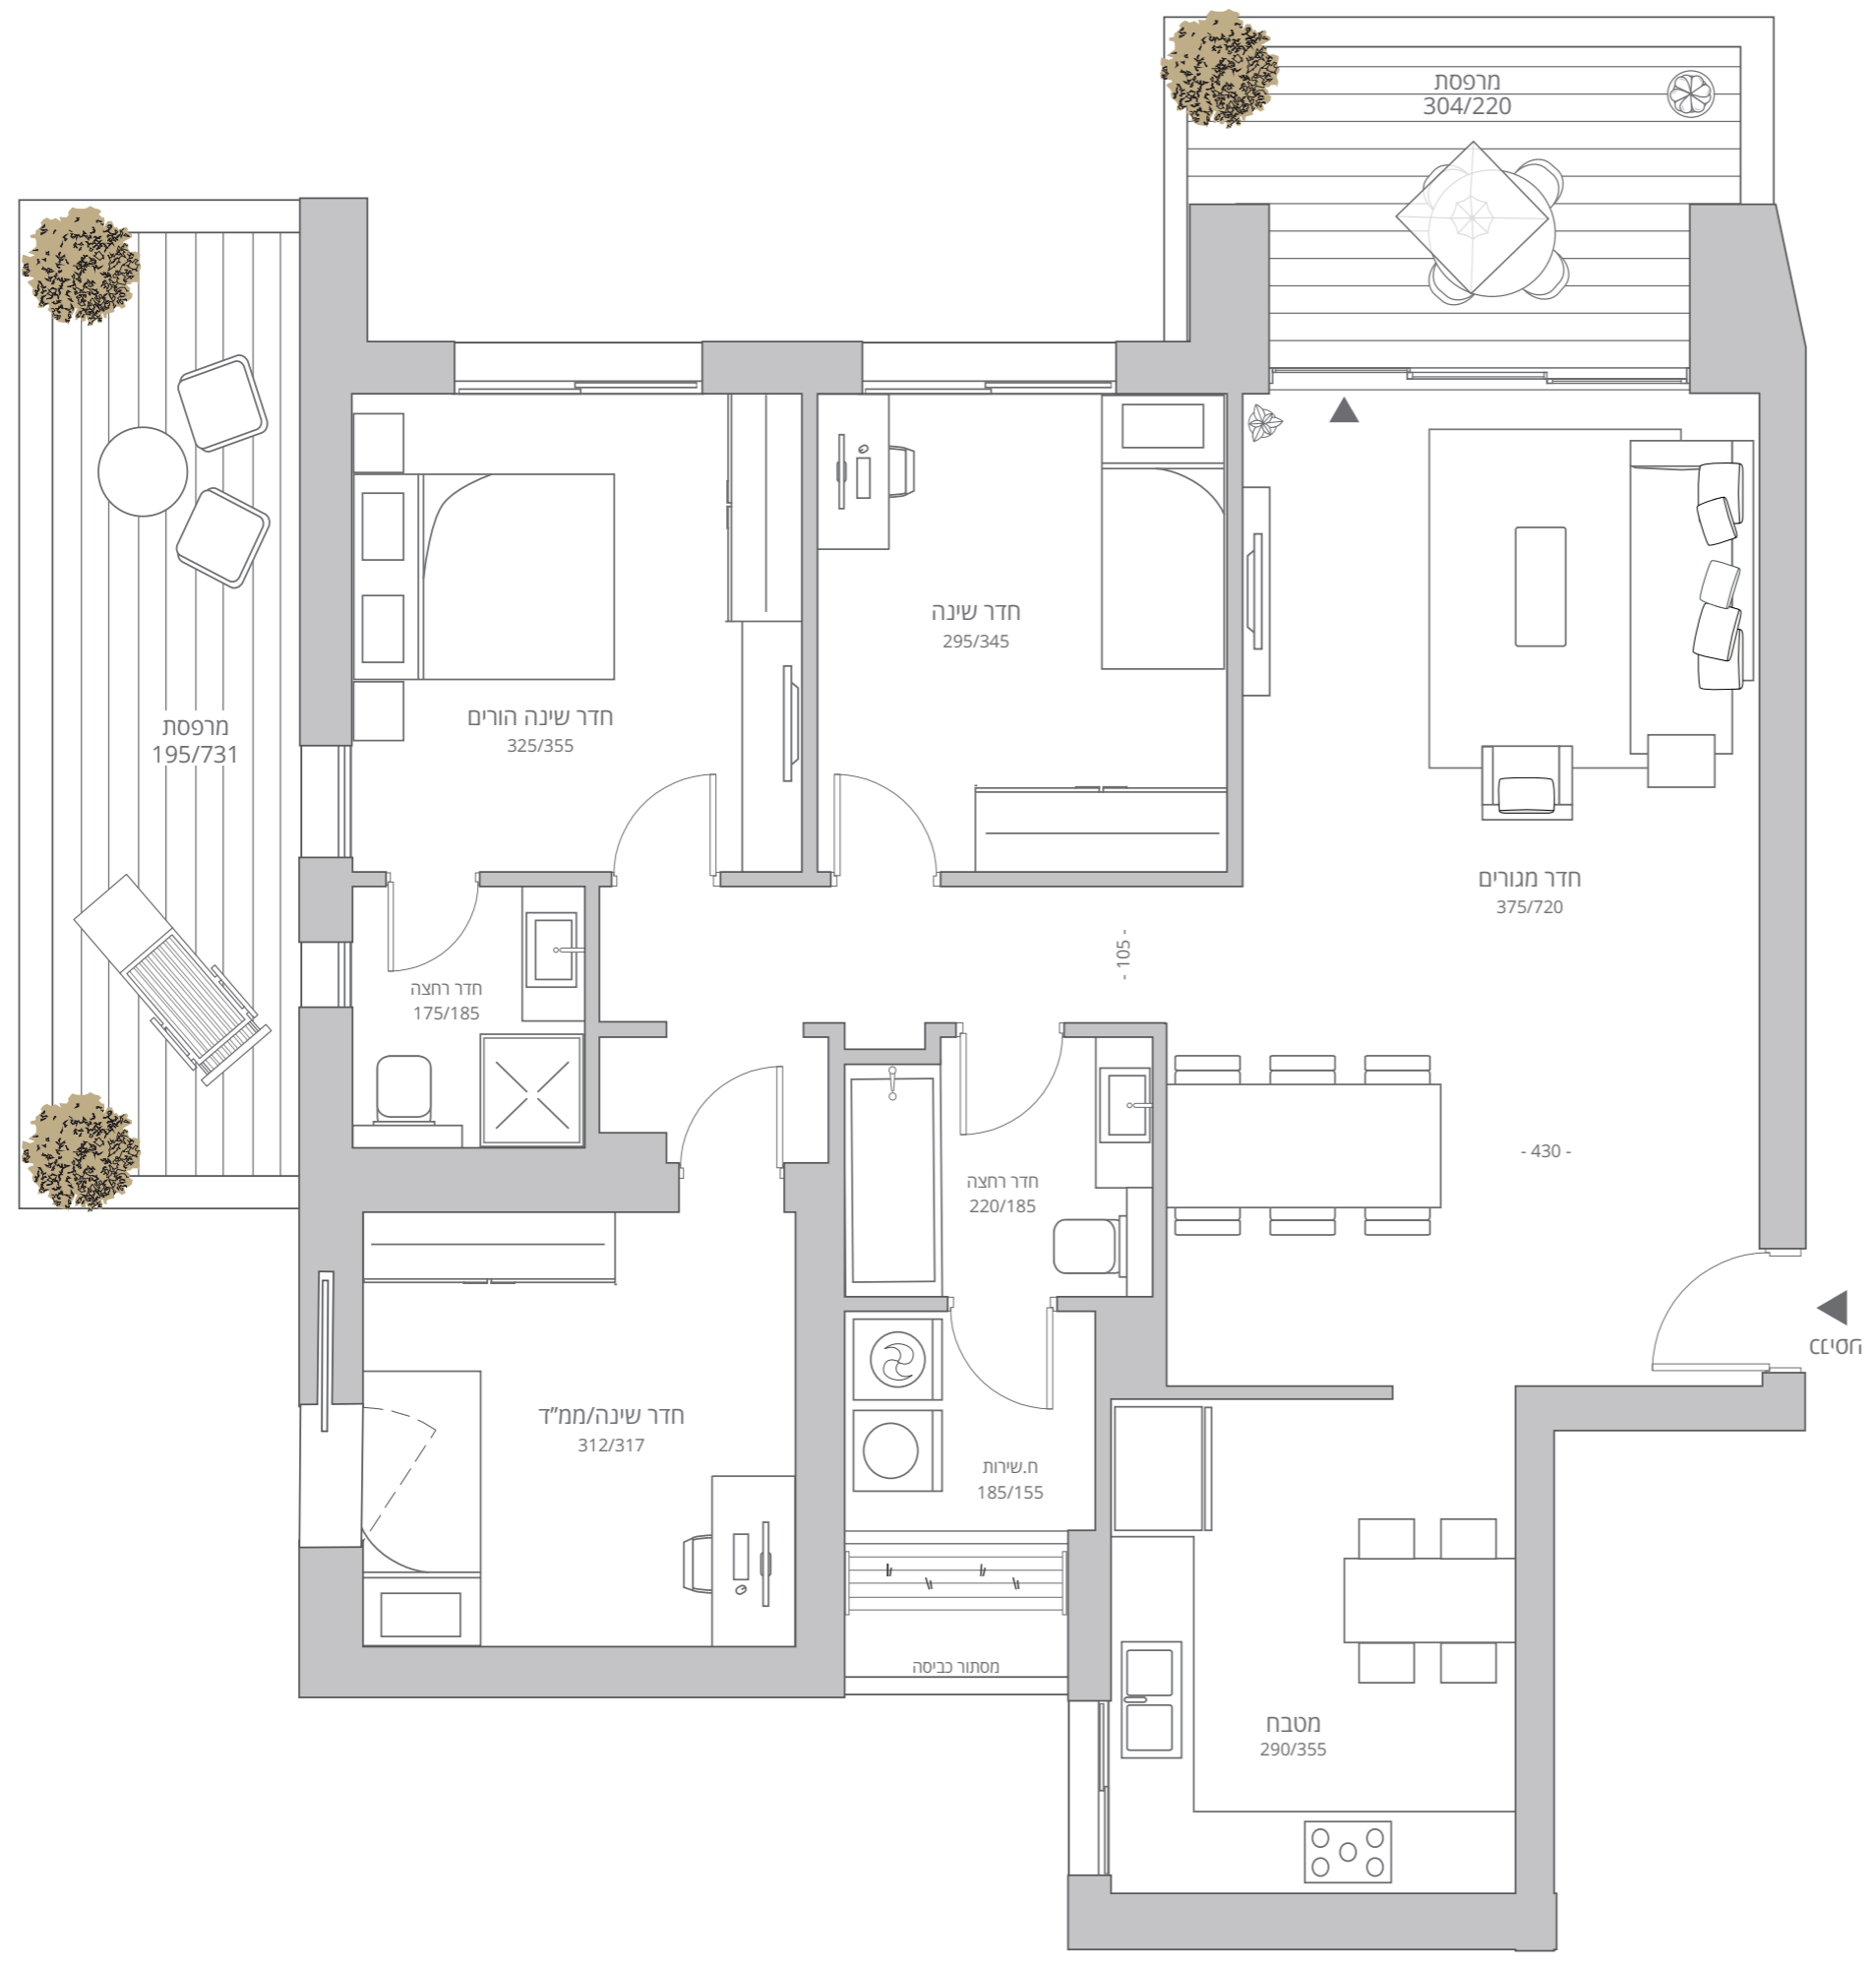 מרפסת
304/220
חדר שינה
295/345
חדר שינה הורים
325/355
מרפסת
195/731
חדר מגורים
375/720
- 105 -
חדר רחצה
175/185
- 430 -
חדר רחצה
220/185
כניסה
חדר שינה/ממ"ד
312/317
ח.שירות
185/155
מסתור כביסה
מטבח
290/355